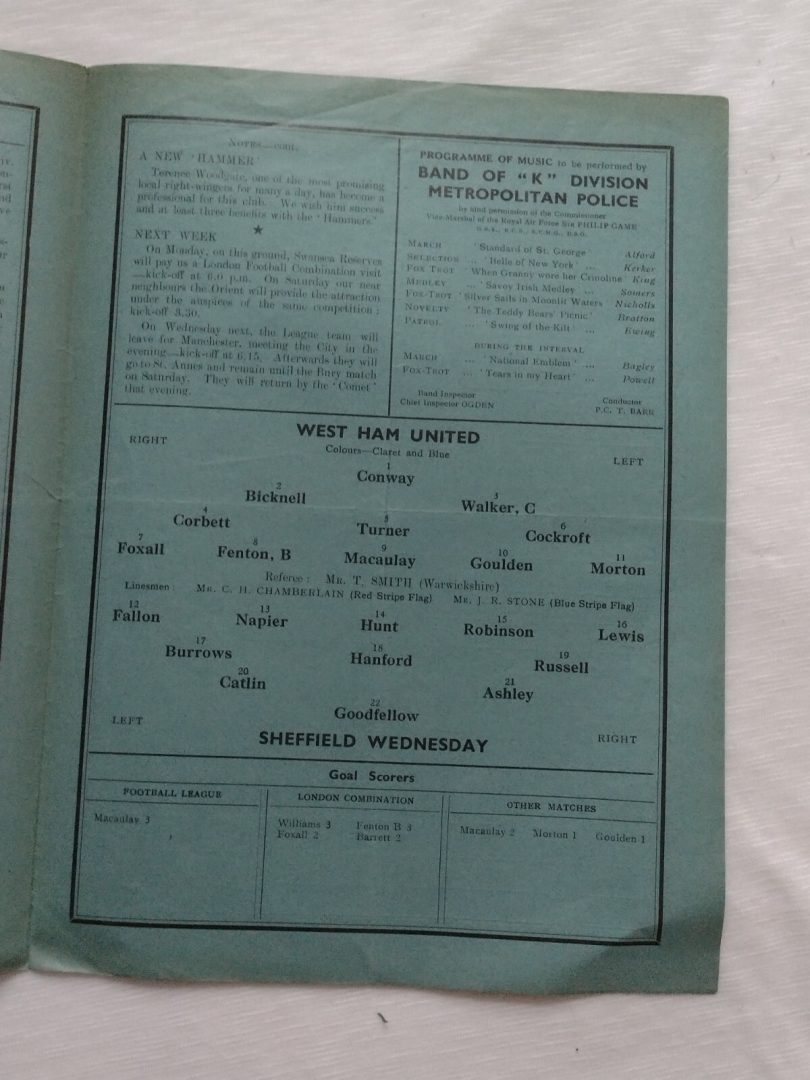 NOTES—cont.
A NEW 'HAMMER'
Terence Woodgate, one of the most promising
local right-wingers for many a day, has become a
professional for this club. We wish him success
and at least three benefits with the 'Hammers.'
★
NEXT WEEK
On Monday, on this ground, Swansea Reserves
will pay us a London Football Combination visit
—kick-off at 6.0 p.m. On Saturday our near
neighbours the Orient will provide the attraction
under the auspices of the same competition;
kick-off 3.30.
On Wednesday next, the League team will
leave for Manchester, meeting the City in the
evening—kick-off at 6.15. Afterwards they will
go to St. Annes and remain until the Bury match
on Saturday. They will return by the 'Comet'
that evening.
PROGRAMME OF MUSIC to be performed by
BAND OF "K" DIVISION
METROPOLITAN POLICE
by kind permission of the Commissioner
Vice-Marshal of the Royal Air Force SIR PHILIP GAME
G.B.E., K.C.B., K.C.M.G., D.S.O.
MARCH 'Standard of St. George' Alford
SELECTION ... 'Belle of New York' ... Kerker
FOX TROT 'When Granny wore her Crinoline' King
MEDLEY ... 'Savoy Irish Medley' ... Somers
FOX-TROT 'Silver Sails in Moonlit Waters' Nicholls
NOVELTY 'The Teddy Bears' Picnic' Bratton
PATROL ... 'Swing of the Kilt' ... Ewing
DURING THE INTERVAL
MARCH ... 'National Emblem' ... Bagley
FOX-TROT ... 'Tears in my Heart' ... Powell
Band Inspector
Chief Inspector OGDEN
Conductor
P.C. T. BARR
WEST HAM UNITED
RIGHT
Colours—Claret and Blue
LEFT
1
Conway
2 3
Bicknell Walker, C
4 5 6
Corbett Turner Cockroft
7 8 9 10 11
Foxall Fenton, B Macaulay Goulden Morton
Referee: MR. T. SMITH (Warwickshire)
Linesmen: MR. C. H. CHAMBERLAIN (Red Stripe Flag) MR. J. R. STONE (Blue Stripe Flag)
12 13 14 15 16
Fallon Napier Hunt Robinson Lewis
17 18 19
Burrows Hanford Russell
20 21
Catlin Ashley
22
Goodfellow
LEFT
SHEFFIELD WEDNESDAY
RIGHT
Goal Scorers
FOOTBALL LEAGUE
Macaulay 3
LONDON COMBINATION
Williams 3 Fenton B 3
Foxall 2 Barrett 2
OTHER MATCHES
Macaulay 2 Morton 1 Goulden 1